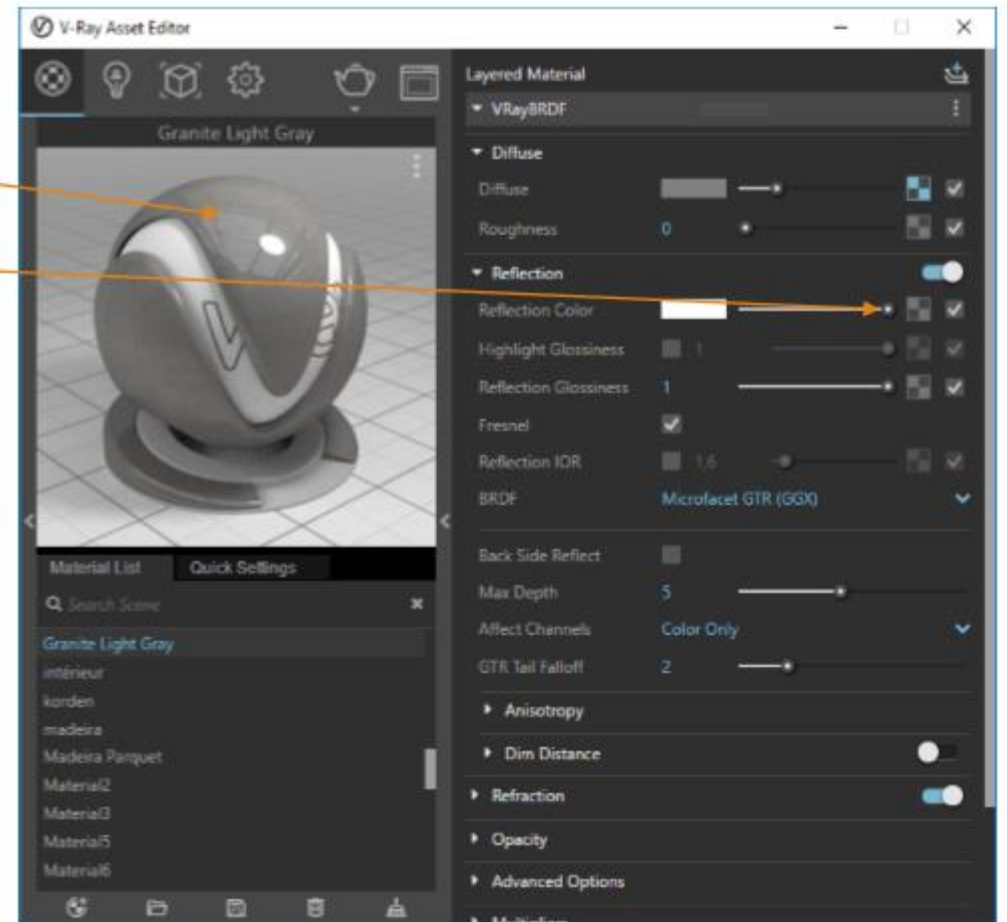 V-Ray Asset Editor
Layered Material
VRayBRDF
Granite Light Gray
Diffuse
Diffuse
Roughness 0
Reflection
Reflection Color
Highlight Glossiness 1
Reflection Glossiness 1
Fresnel
Reflection IOR 1.6
BRDF Microfacet GTR (GGX)
Back Side Reflect
Max Depth 5
Affect Channels Color Only
GTR Tail Falloff 2
Anisotropy
Dim Distance
Refraction
Opacity
Advanced Options
Multipliers
Material List Quick Settings
Search Scene
Granite Light Gray
intérieur
korden
madeira
Madeira Parquet
Material2
Material3
Material5
Material6